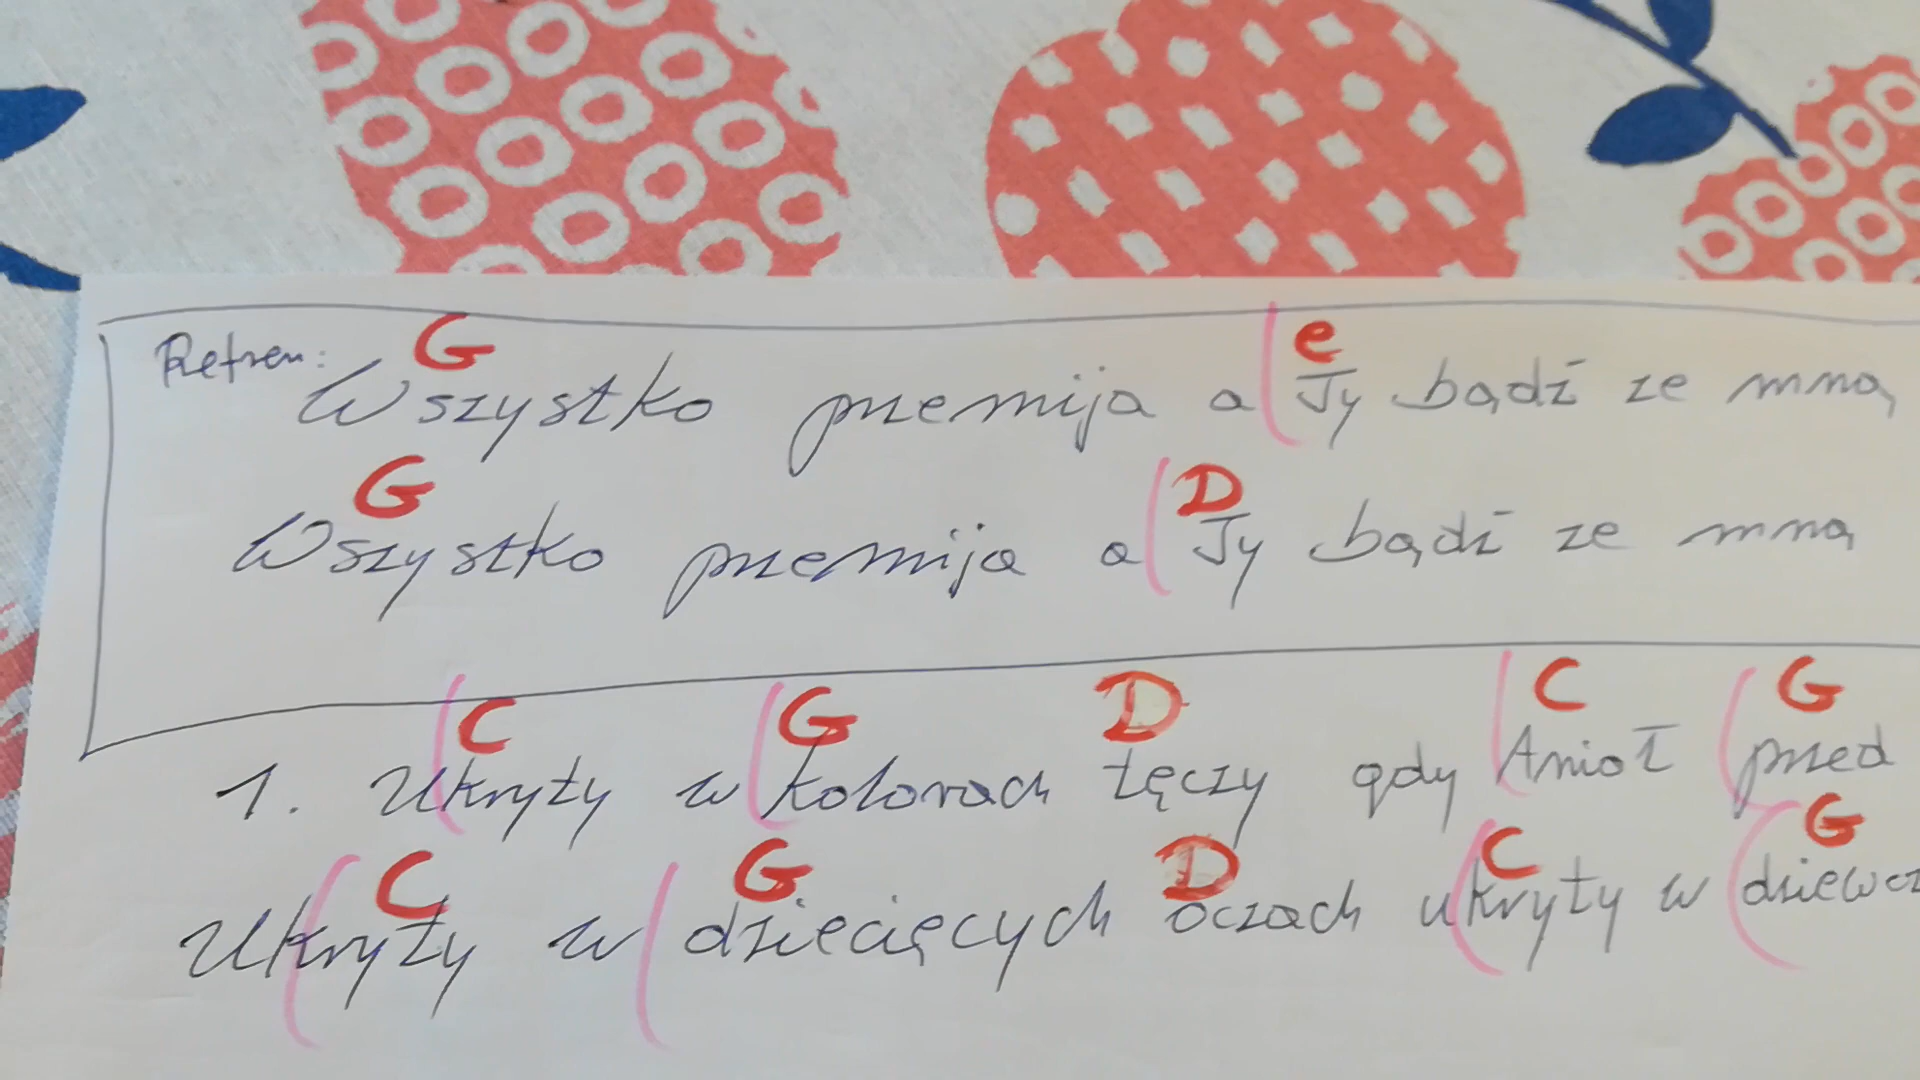 G e
Refren: Wszystko przemija a Ty bądź ze mną
G D
Wszystko przemija a Ty bądź ze mną
C G D C G
1. Ukryty w kolorach tęczy gdy Anioł przed
C G D C G
Ukryty w dziecięcych oczach ukryty w dziewcz